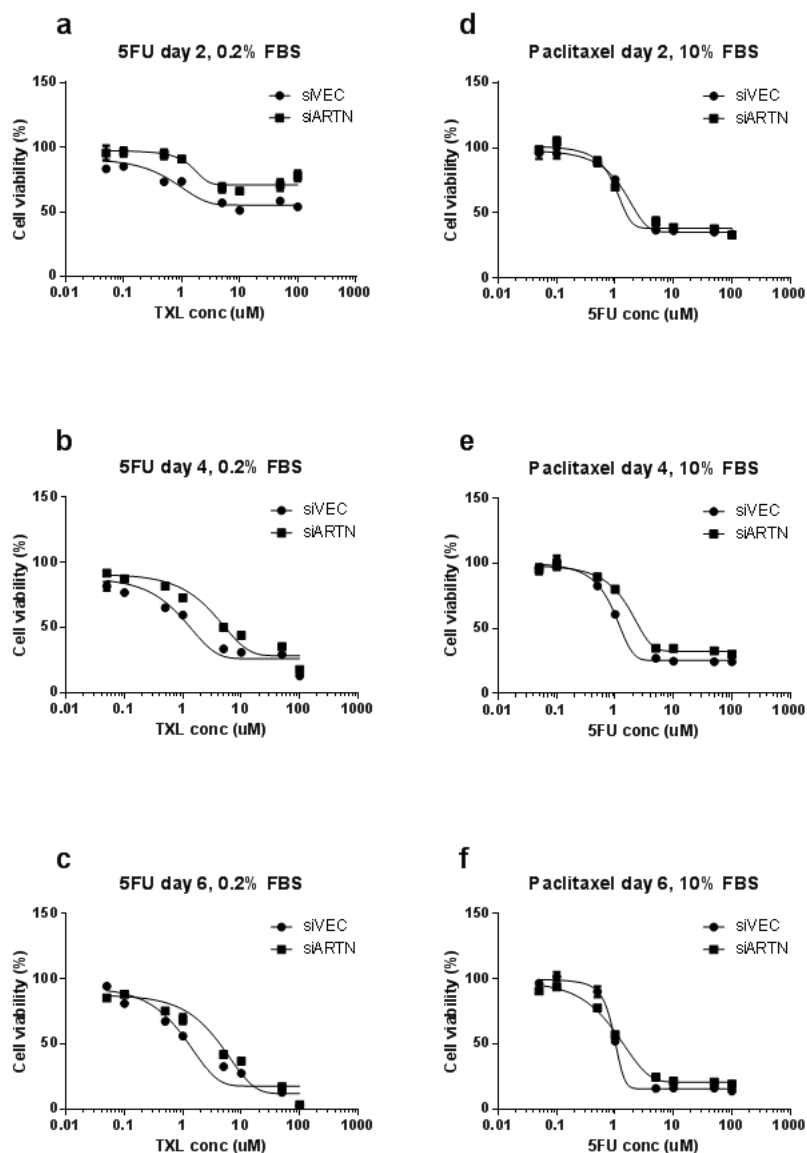 a
5FU day 2, 0.2% FBS
siVEC
siARTN
Cell viability (%)
150
100
50
0
0.01 0.1 1 10 100 1000
TXL conc (uM)
d
Paclitaxel day 2, 10% FBS
siVEC
siARTN
Cell viability (%)
150
100
50
0
0.01 0.1 1 10 100 1000
5FU conc (uM)
b
5FU day 4, 0.2% FBS
siVEC
siARTN
Cell viability (%)
150
100
50
0
0.01 0.1 1 10 100 1000
TXL conc (uM)
e
Paclitaxel day 4, 10% FBS
siVEC
siARTN
Cell viability (%)
150
100
50
0
0.01 0.1 1 10 100 1000
5FU conc (uM)
c
5FU day 6, 0.2% FBS
siVEC
siARTN
Cell viability (%)
150
100
50
0
0.01 0.1 1 10 100 1000
TXL conc (uM)
f
Paclitaxel day 6, 10% FBS
siVEC
siARTN
Cell viability (%)
150
100
50
0
0.01 0.1 1 10 100 1000
5FU conc (uM)